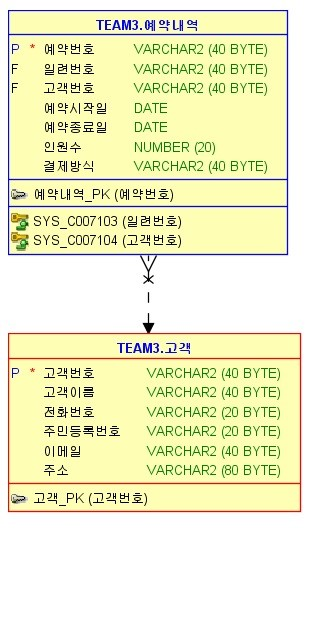 TEAM3.예약내역
P * 예약번호 VARCHAR2 (40 BYTE)
F 일련번호 VARCHAR2 (40 BYTE)
F 고객번호 VARCHAR2 (40 BYTE)
예약시작일 DATE
예약종료일 DATE
인원수 NUMBER (20)
결제방식 VARCHAR2 (40 BYTE)
예약내역_PK (예약번호)
SYS_C007103 (일련번호)
SYS_C007104 (고객번호)
TEAM3.고객
P * 고객번호 VARCHAR2 (40 BYTE)
고객이름 VARCHAR2 (40 BYTE)
전화번호 VARCHAR2 (20 BYTE)
주민등록번호 VARCHAR2 (20 BYTE)
이메일 VARCHAR2 (40 BYTE)
주소 VARCHAR2 (80 BYTE)
고객_PK (고객번호)